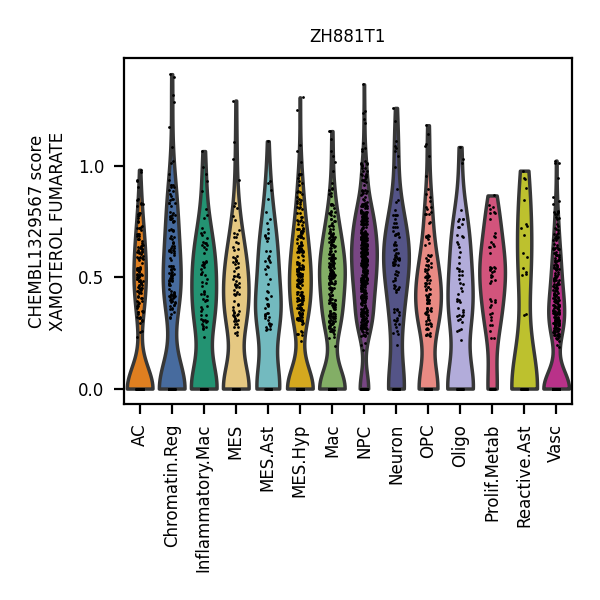 ZH881T1
CHEMBL1329567 score
XAMOTEROL FUMARATE
1.0
0.5
0.0
AC
Chromatin.Reg
Inflammatory.Mac
MES
MES.Ast
MES.Hyp
Mac
NPC
Neuron
OPC
Oligo
Prolif.Metab
Reactive.Ast
Vasc